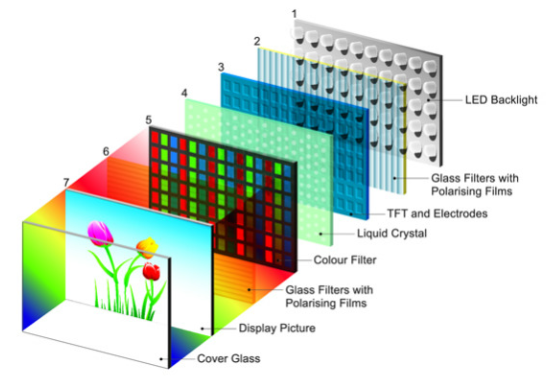 1
2
3
4
5
6
7
LED Backlight
Glass Filters with
Polarising Films
TFT and Electrodes
Liquid Crystal
Colour Filter
Glass Filters with
Polarising Films
Display Picture
Cover Glass